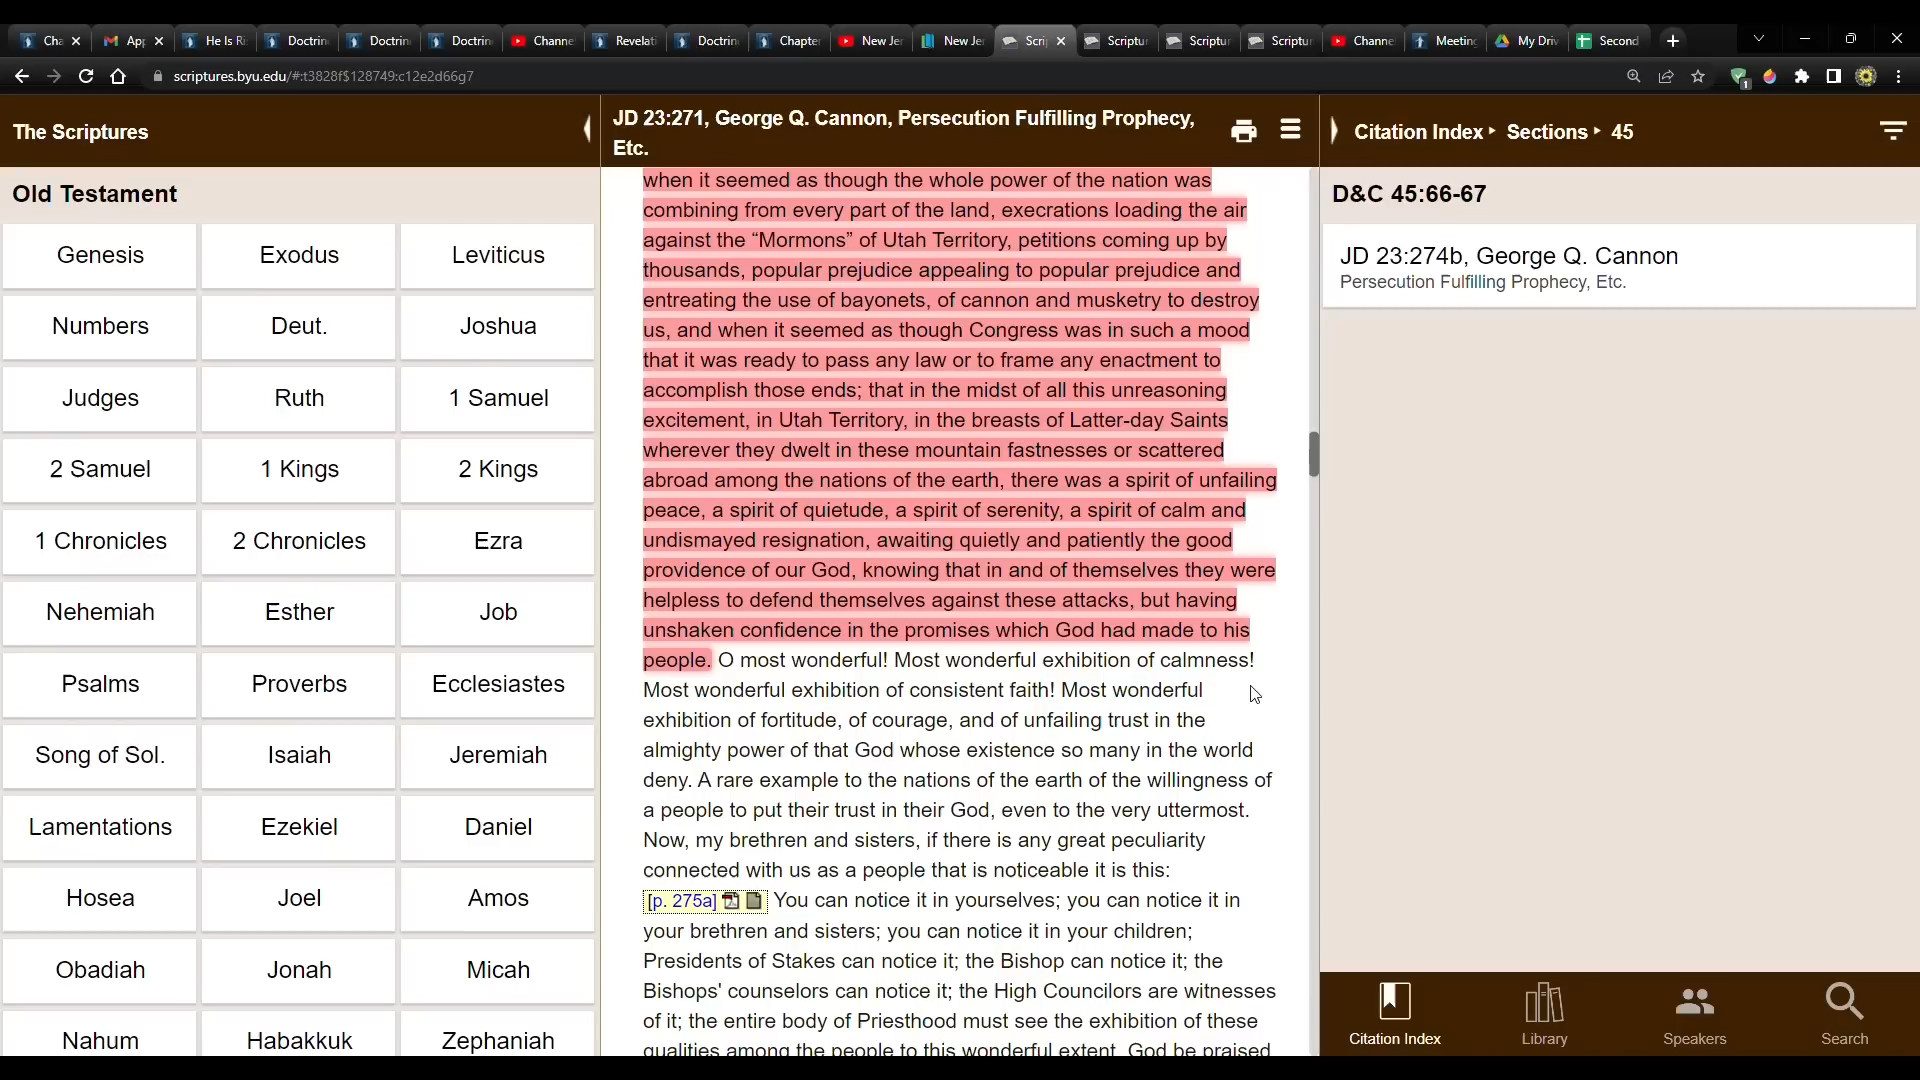 Cha
App
He Is Ri
Doctrin
Doctrin
Doctrin
Channe
Revelat
Doctrin
Chapter
New Jer
New Je
Scri
Scriptur
Scriptur
Scriptur
Channe
Meeting
My Driv
Second
scriptures.byu.edu/#:t3828f$128749:c12e2d66g7
1
The Scriptures
Old Testament
Genesis
Exodus
Leviticus
Numbers
Deut.
Joshua
Judges
Ruth
1 Samuel
2 Samuel
1 Kings
2 Kings
1 Chronicles
2 Chronicles
Ezra
Nehemiah
Esther
Job
Psalms
Proverbs
Ecclesiastes
Song of Sol.
Isaiah
Jeremiah
Lamentations
Ezekiel
Daniel
Hosea
Joel
Amos
Obadiah
Jonah
Micah
Nahum
Habakkuk
Zephaniah
JD 23:271, George Q. Cannon, Persecution Fulfilling Prophecy,
Etc.
when it seemed as though the whole power of the nation was
combining from every part of the land, execrations loading the air
against the “Mormons” of Utah Territory, petitions coming up by
thousands, popular prejudice appealing to popular prejudice and
entreating the use of bayonets, of cannon and musketry to destroy
us, and when it seemed as though Congress was in such a mood
that it was ready to pass any law or to frame any enactment to
accomplish those ends; that in the midst of all this unreasoning
excitement, in Utah Territory, in the breasts of Latter-day Saints
wherever they dwelt in these mountain fastnesses or scattered
abroad among the nations of the earth, there was a spirit of unfailing
peace, a spirit of quietude, a spirit of serenity, a spirit of calm and
undismayed resignation, awaiting quietly and patiently the good
providence of our God, knowing that in and of themselves they were
helpless to defend themselves against these attacks, but having
unshaken confidence in the promises which God had made to his
people. O most wonderful! Most wonderful exhibition of calmness!
Most wonderful exhibition of consistent faith! Most wonderful
exhibition of fortitude, of courage, and of unfailing trust in the
almighty power of that God whose existence so many in the world
deny. A rare example to the nations of the earth of the willingness of
a people to put their trust in their God, even to the very uttermost.
Now, my brethren and sisters, if there is any great peculiarity
connected with us as a people that is noticeable it is this:
[p. 275a] You can notice it in yourselves; you can notice it in
your brethren and sisters; you can notice it in your children;
Presidents of Stakes can notice it; the Bishop can notice it; the
Bishops' counselors can notice it; the High Councilors are witnesses
of it; the entire body of Priesthood must see the exhibition of these
qualities among the people to this wonderful extent. God be praised
Citation Index Sections 45
D&C 45:66-67
JD 23:274b, George Q. Cannon
Persecution Fulfilling Prophecy, Etc.
Citation Index
Library
Speakers
Search